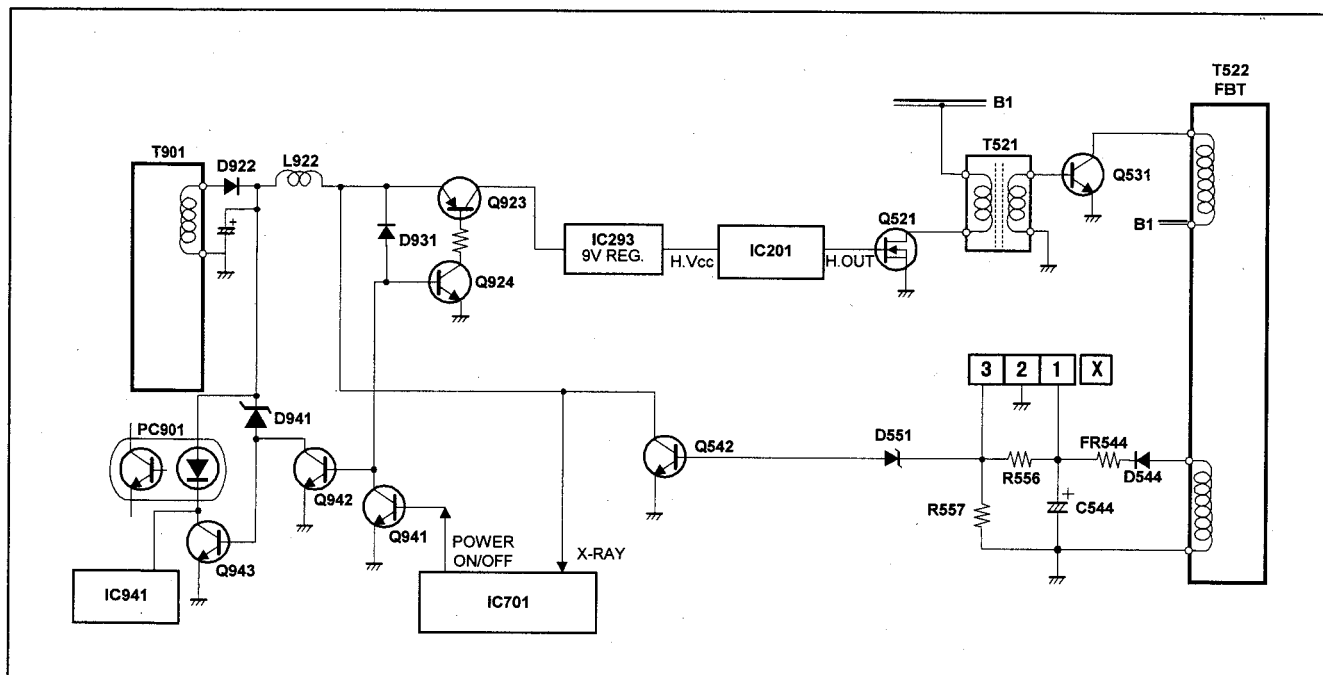 T522
FBT
B1
T901
D922
L922
T521
Q923
Q531
Q521
B1
D931
IC293
9V REG.
IC201
H.Vcc
H.OUT
Q924
3 2 1 X
D941
PC901
Q542
D551
FR544
R556
D544
Q942
R557
C544
Q941
POWER
ON/OFF
X-RAY
Q943
IC941
IC701